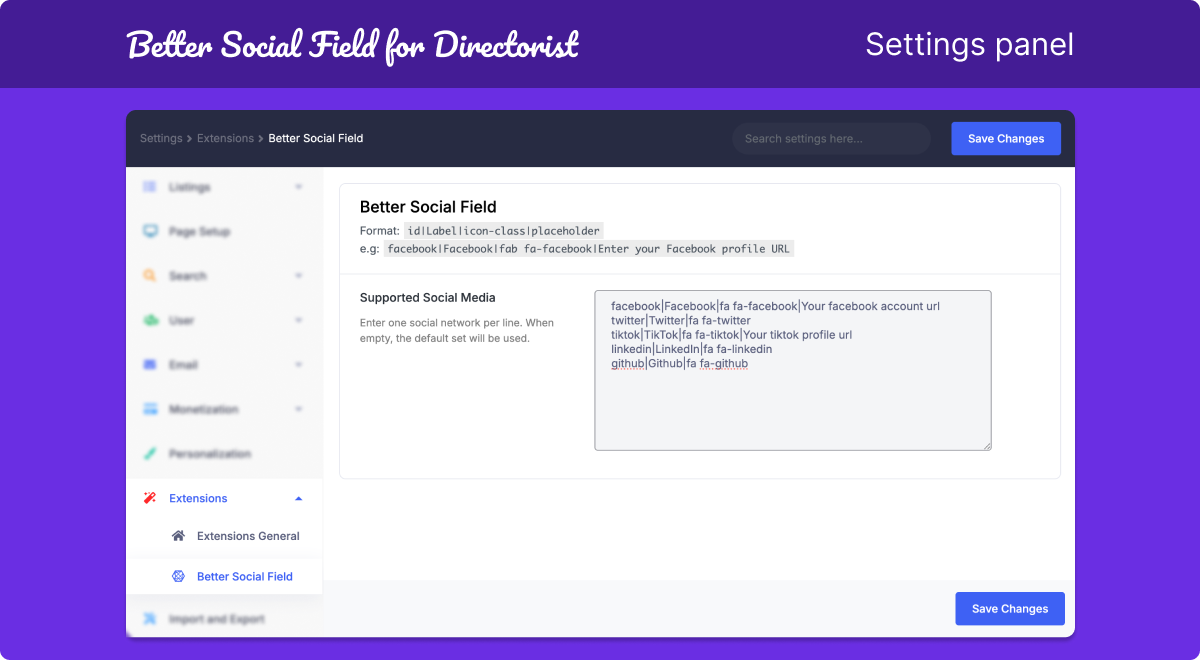 Better Social Field for Directorist
Settings panel
Settings > Extensions > Better Social Field
Search settings here...
Save Changes
Listings
Page Setup
Search
User
Email
Monetization
Personalization
Extensions
Extensions General
Better Social Field
Import and Export
Better Social Field
Format: id|Label|icon-class|placeholder
e.g: facebook|Facebook|fab fa-facebook|Enter your Facebook profile URL
Supported Social Media
Enter one social network per line. When
empty, the default set will be used.
facebook|Facebook|fa fa-facebook|Your facebook account url
twitter|Twitter|fa fa-twitter
tiktok|TikTok|fa fa-tiktok|Your tiktok profile url
linkedin|LinkedIn|fa fa-linkedin
github|Github|fa fa-github
Save Changes